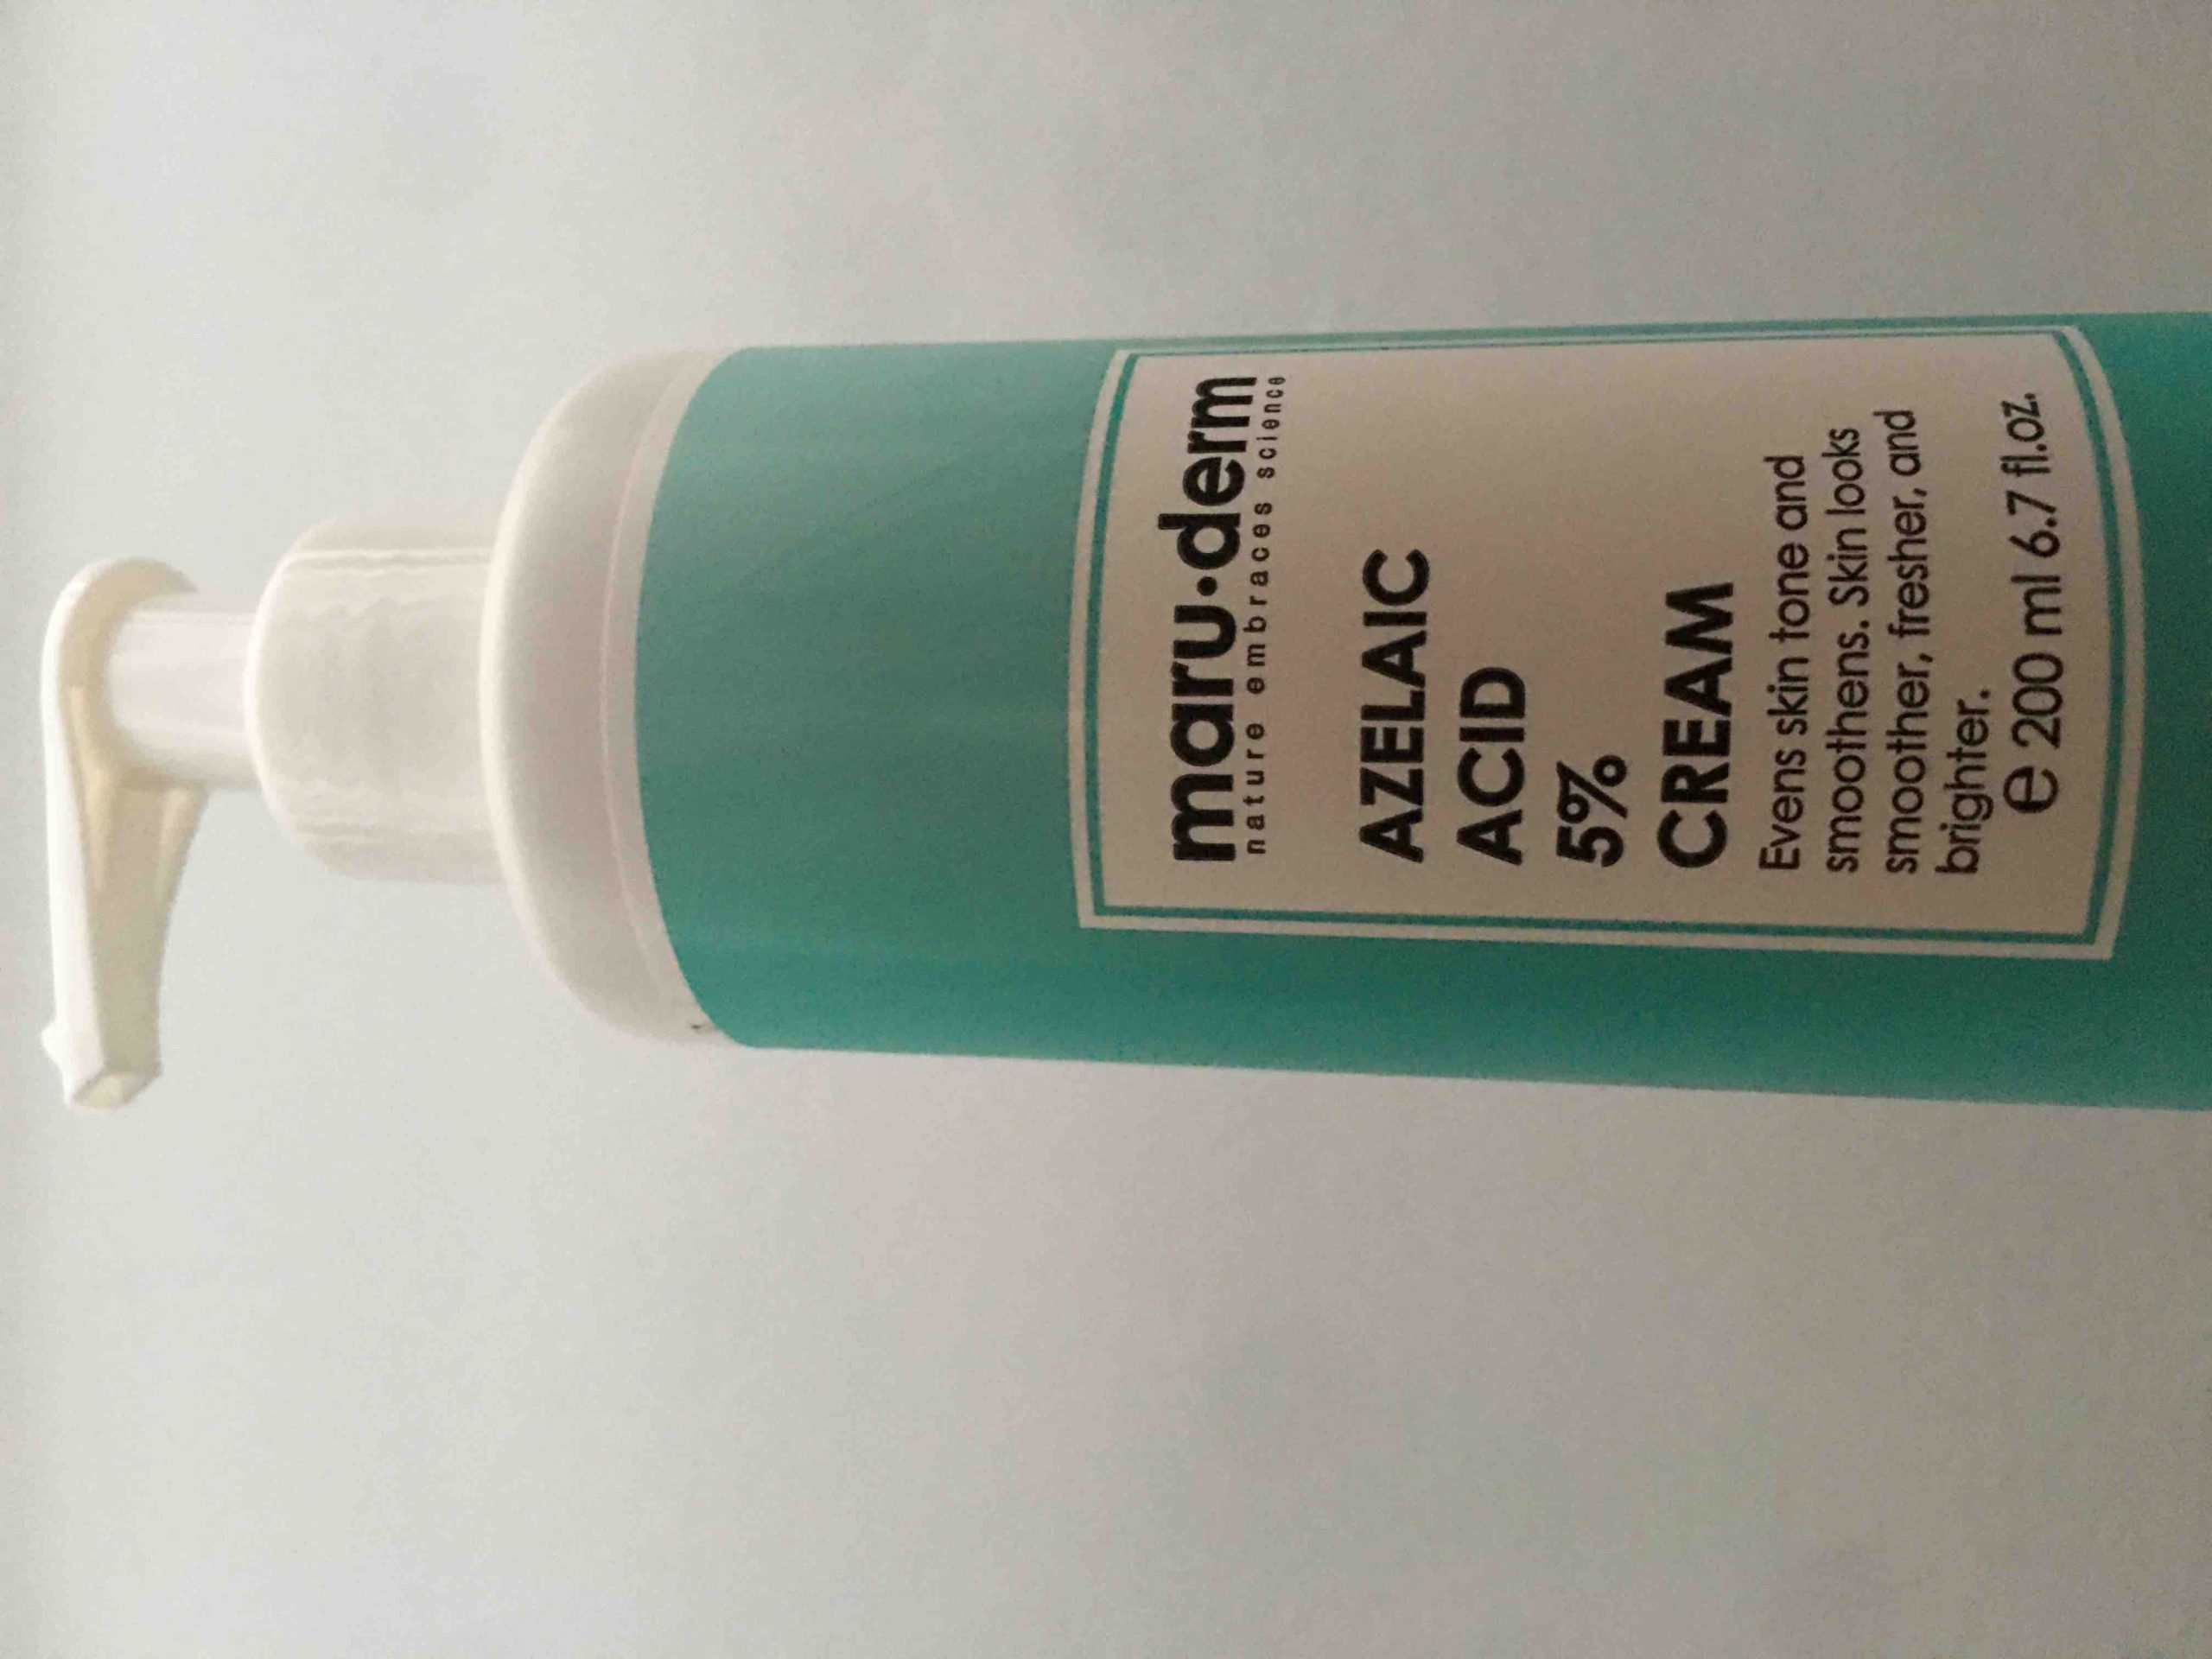 maru·derm
nature embraces science
AZELAIC
ACID
5%
CREAM
Evens skin tone and
smoothens. Skin looks
smoother, fresher, and
brighter.
℮ 200 ml 6.7 fl.oz.